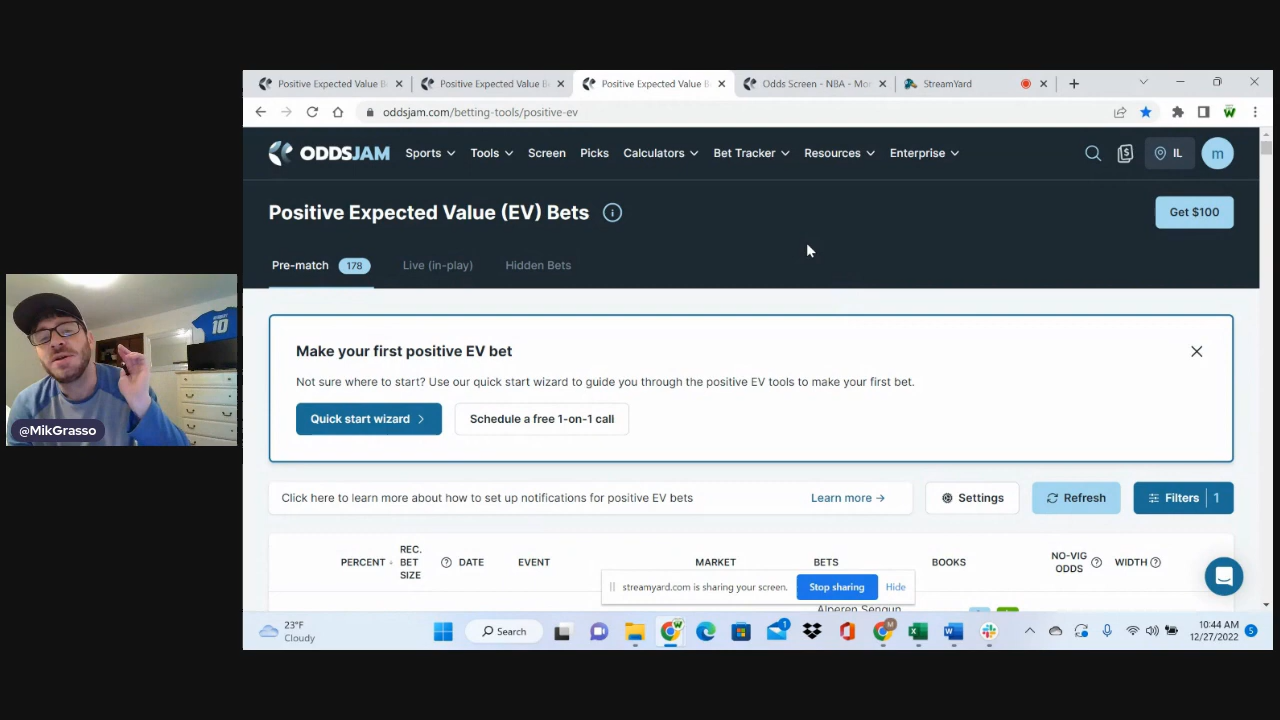 Positive Expected Value B
Positive Expected Value B
Positive Expected Value B
Odds Screen - NBA - Mo
StreamYard
oddsjam.com/betting-tools/positive-ev
ODDSJAM
Sports
Tools
Screen
Picks
Calculators
Bet Tracker
Resources
Enterprise
IL
m
Positive Expected Value (EV) Bets
Get $100
Pre-match 178
Live (in-play)
Hidden Bets
10
Make your first positive EV bet
Not sure where to start? Use our quick start wizard to guide you through the positive EV tools to make your first bet.
Quick start wizard
Schedule a free 1-on-1 call
@MikGrasso
Click here to learn more about how to set up notifications for positive EV bets
Learn more →
Settings
Refresh
Filters 1
PERCENT
REC.
BET
SIZE
DATE
EVENT
MARKET
BETS
BOOKS
NO-VIG
ODDS
WIDTH
streamyard.com is sharing your screen.
Stop sharing
Hide
Alperen Sengun
23°F
Cloudy
Search
1
M
10:44 AM
12/27/2022
5